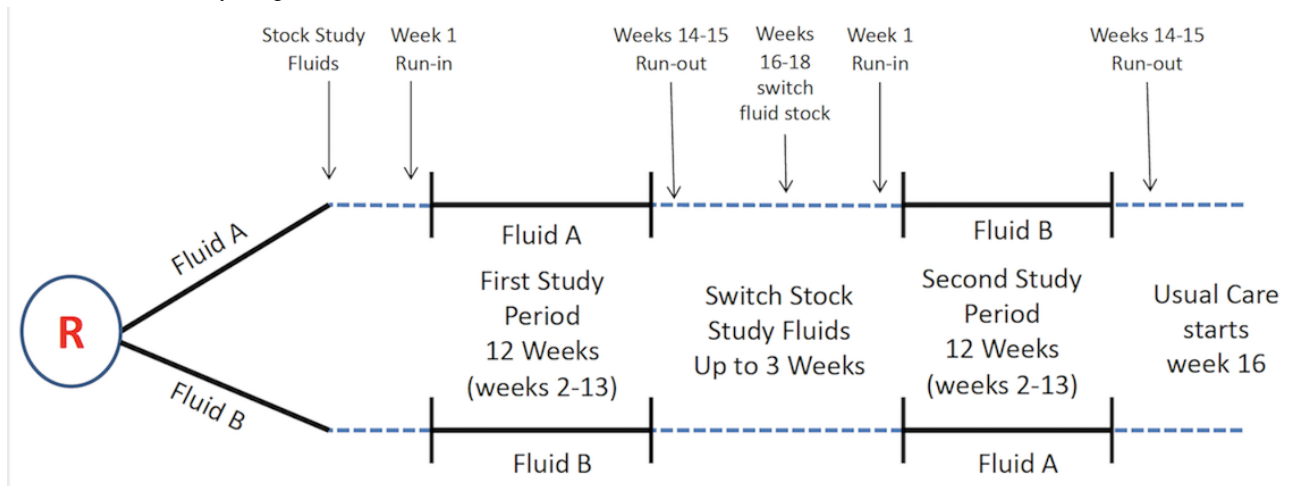 Stock Study
Fluids
Week 1
Run-in
Weeks 14-15
Run-out
Weeks
16-18
switch
fluid stock
Week 1
Run-in
Weeks 14-15
Run-out
R
Fluid A
Fluid B
Fluid A
First Study
Period
12 Weeks
(weeks 2-13)
Fluid B
Switch Stock
Study Fluids
Up to 3 Weeks
Fluid B
Second Study
Period
12 Weeks
(weeks 2-13)
Fluid A
Usual Care
starts
week 16